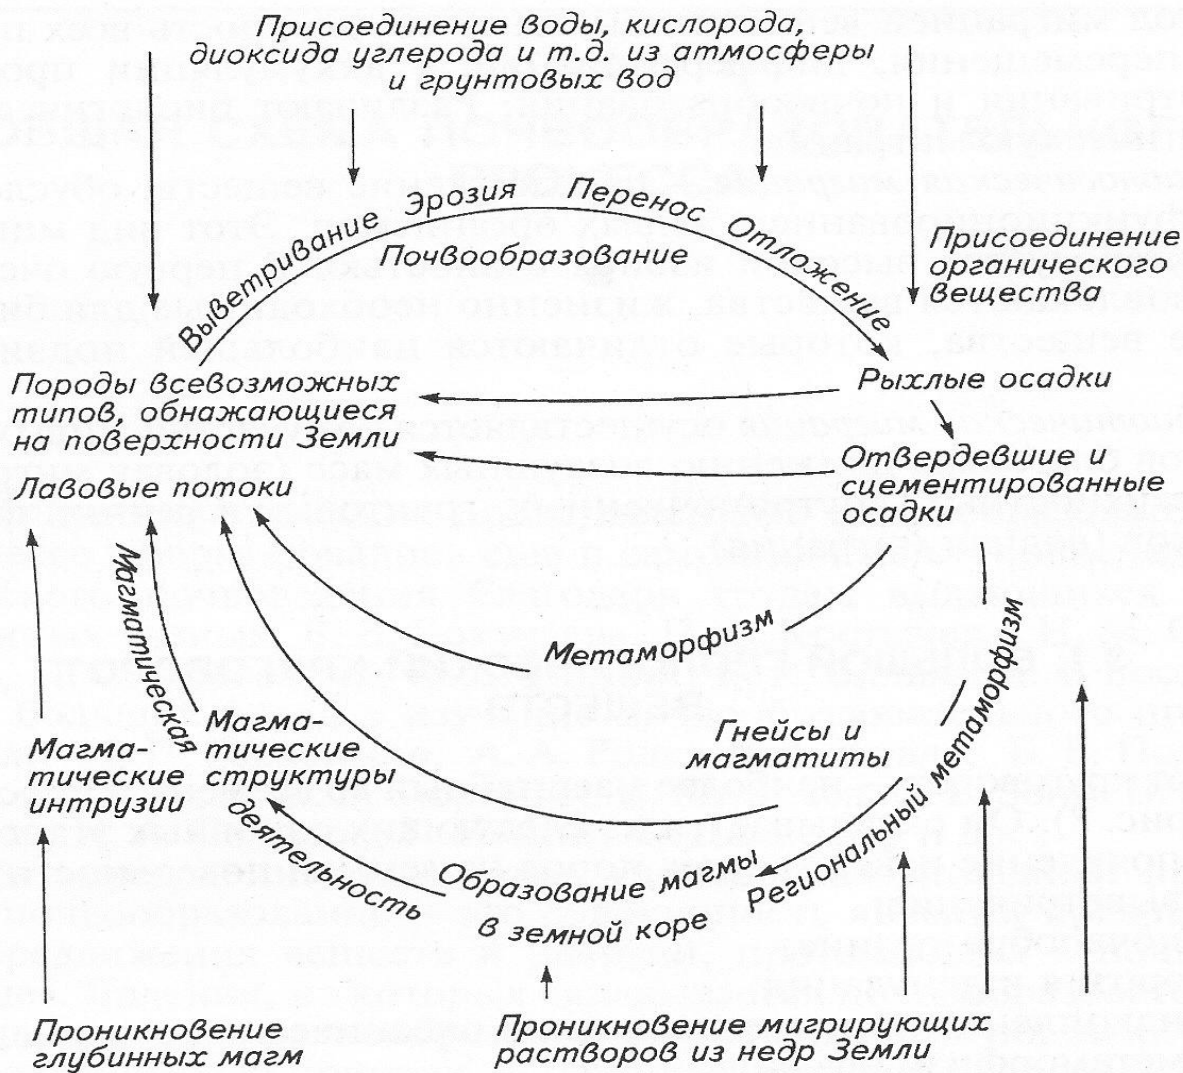 Присоединение воды, кислорода,
диоксида углерода и т.д. из атмосферы
и грунтовых вод
Выветривание Эрозия Перенос Отложение
Почвообразование
Присоединение
органического
вещества
Породы всевозможных
типов, обнажающиеся
на поверхности Земли
Рыхлые осадки
Лавовые потоки
Отвердевшие и
сцементированные
осадки
Магматическая
деятельность
Метаморфизм
Региональный метаморфизм
Магма-
тические
интрузии
Магма-
тические
структуры
Гнейсы и
магматиты
Образование магмы
в земной коре
Проникновение
глубинных магм
Проникновение мигрирующих
растворов из недр Земли